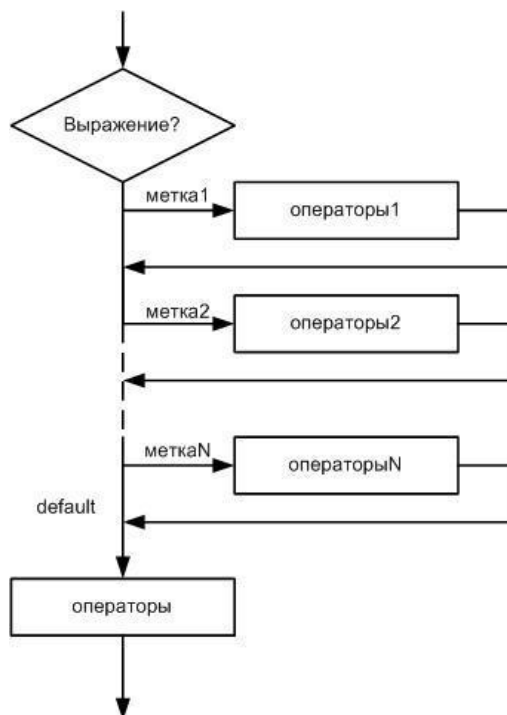 Выражение?
метка1
операторы1
метка2
операторы2
меткаN
операторыN
default
операторы